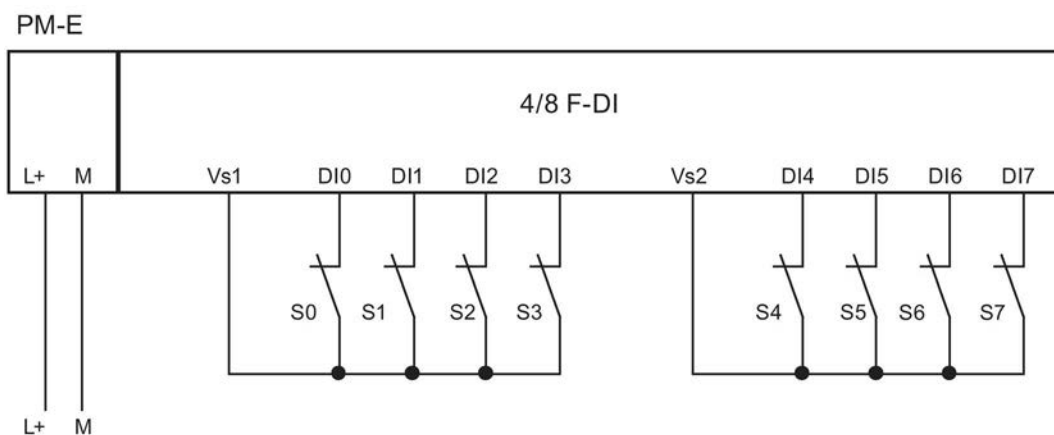 PM-E
4/8 F-DI
L+ M Vs1 DI0 DI1 DI2 DI3 Vs2 DI4 DI5 DI6 DI7
S0 S1 S2 S3 S4 S5 S6 S7
L+ M